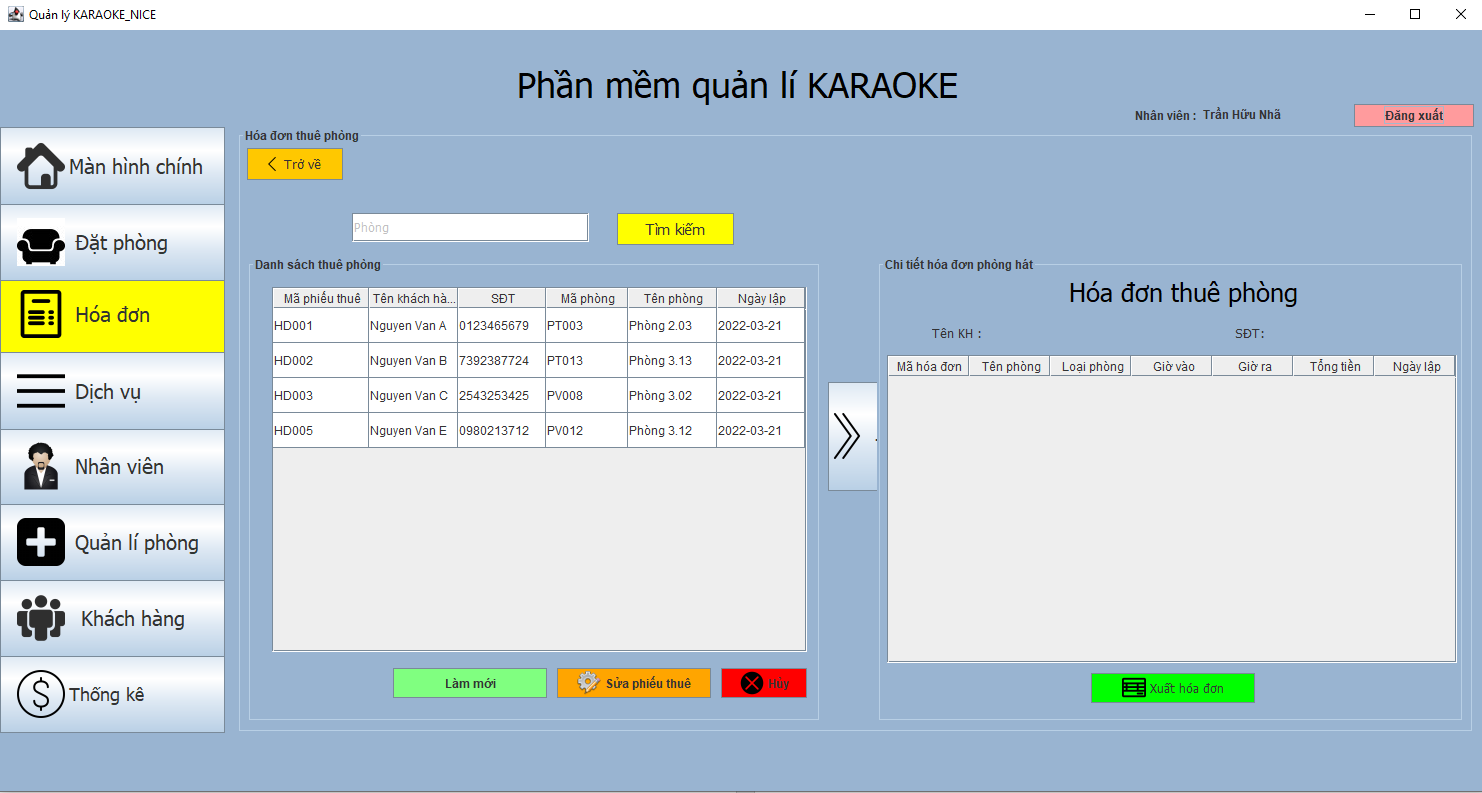 Quản lý KARAOKE_NICE
Phần mềm quản lí KARAOKE
Nhân viên : Trần Hữu Nhã
Đăng xuất
Màn hình chính
Đặt phòng
Hóa đơn
Dịch vụ
Nhân viên
Quản lí phòng
Khách hàng
Thống kê
Hóa đơn thuê phòng
Trở về
Phòng
Tìm kiếm
Danh sách thuê phòng
Mã phiếu thuê Tên khách hà... SĐT Mã phòng Tên phòng Ngày lập
HD001 Nguyen Van A 0123465679 PT003 Phòng 2.03 2022-03-21
HD002 Nguyen Van B 7392387724 PT013 Phòng 3.13 2022-03-21
HD003 Nguyen Van C 2543253425 PV008 Phòng 3.02 2022-03-21
HD005 Nguyen Van E 0980213712 PV012 Phòng 3.12 2022-03-21
Làm mới
Sửa phiếu thuê
Hủy
Chi tiết hóa đơn phòng hát
Hóa đơn thuê phòng
Tên KH :
SĐT:
Mã hóa đơn Tên phòng Loại phòng Giờ vào Giờ ra Tổng tiền Ngày lập
Xuất hóa đơn